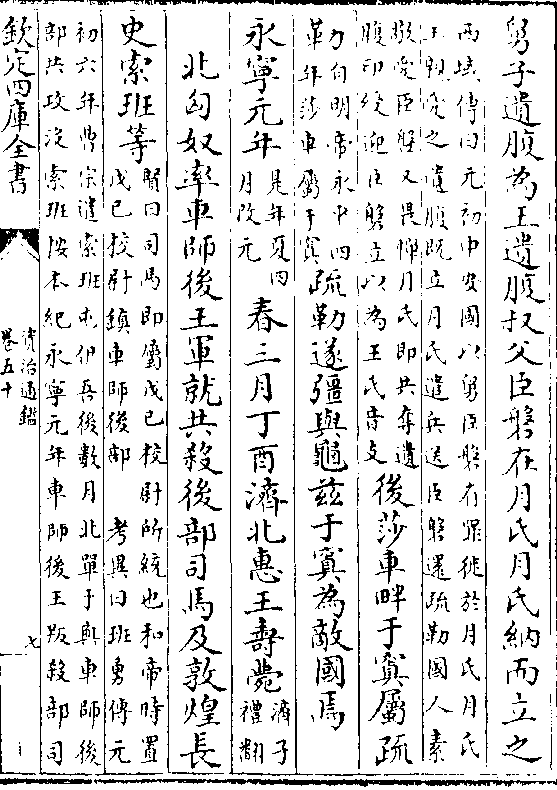 舅子遺腹為王遺腹叔父臣磐在月氏月氏納而立之
西域傳曰元初中安國以舅臣磐有罪徙於月氏月氏
王親愛之遺腹既立月氏遣兵送臣磐還疏勒國人素
敬愛臣磐又畏憚月氏即共奪遺
腹印綬迎臣磐立以為王氏音支
後莎車畔于窴屬疏
勒自明帝永平四
年莎車屬于窴
疏勒遂彊與龜兹于窴為敵國焉
永寧元年
是年夏四
月改元
春三月丁酉濟北惠王壽薨
濟子
禮翻
北匈奴率車師後王軍就共殺後部司馬及敦煌長
史索班等
賢曰司馬即屬戊巳校尉所統也和帝時置
戊巳校尉鎮車師後部 考異曰班勇傳元
初六年曹宗遣索班屯伊吾後數月北單于與車師後
部共攻沒索班按本紀永寧元年車師後王叛殺部司
欽定四庫全書
資治通鑑
卷五十
七